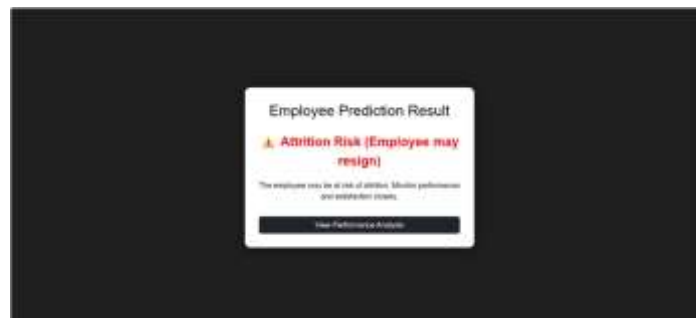 Employee Prediction Result
⚠ Attrition Risk (Employee may
resign)
The employee may be at risk of attrition. Monitor performance
and satisfaction closely.
View Performance Analysis